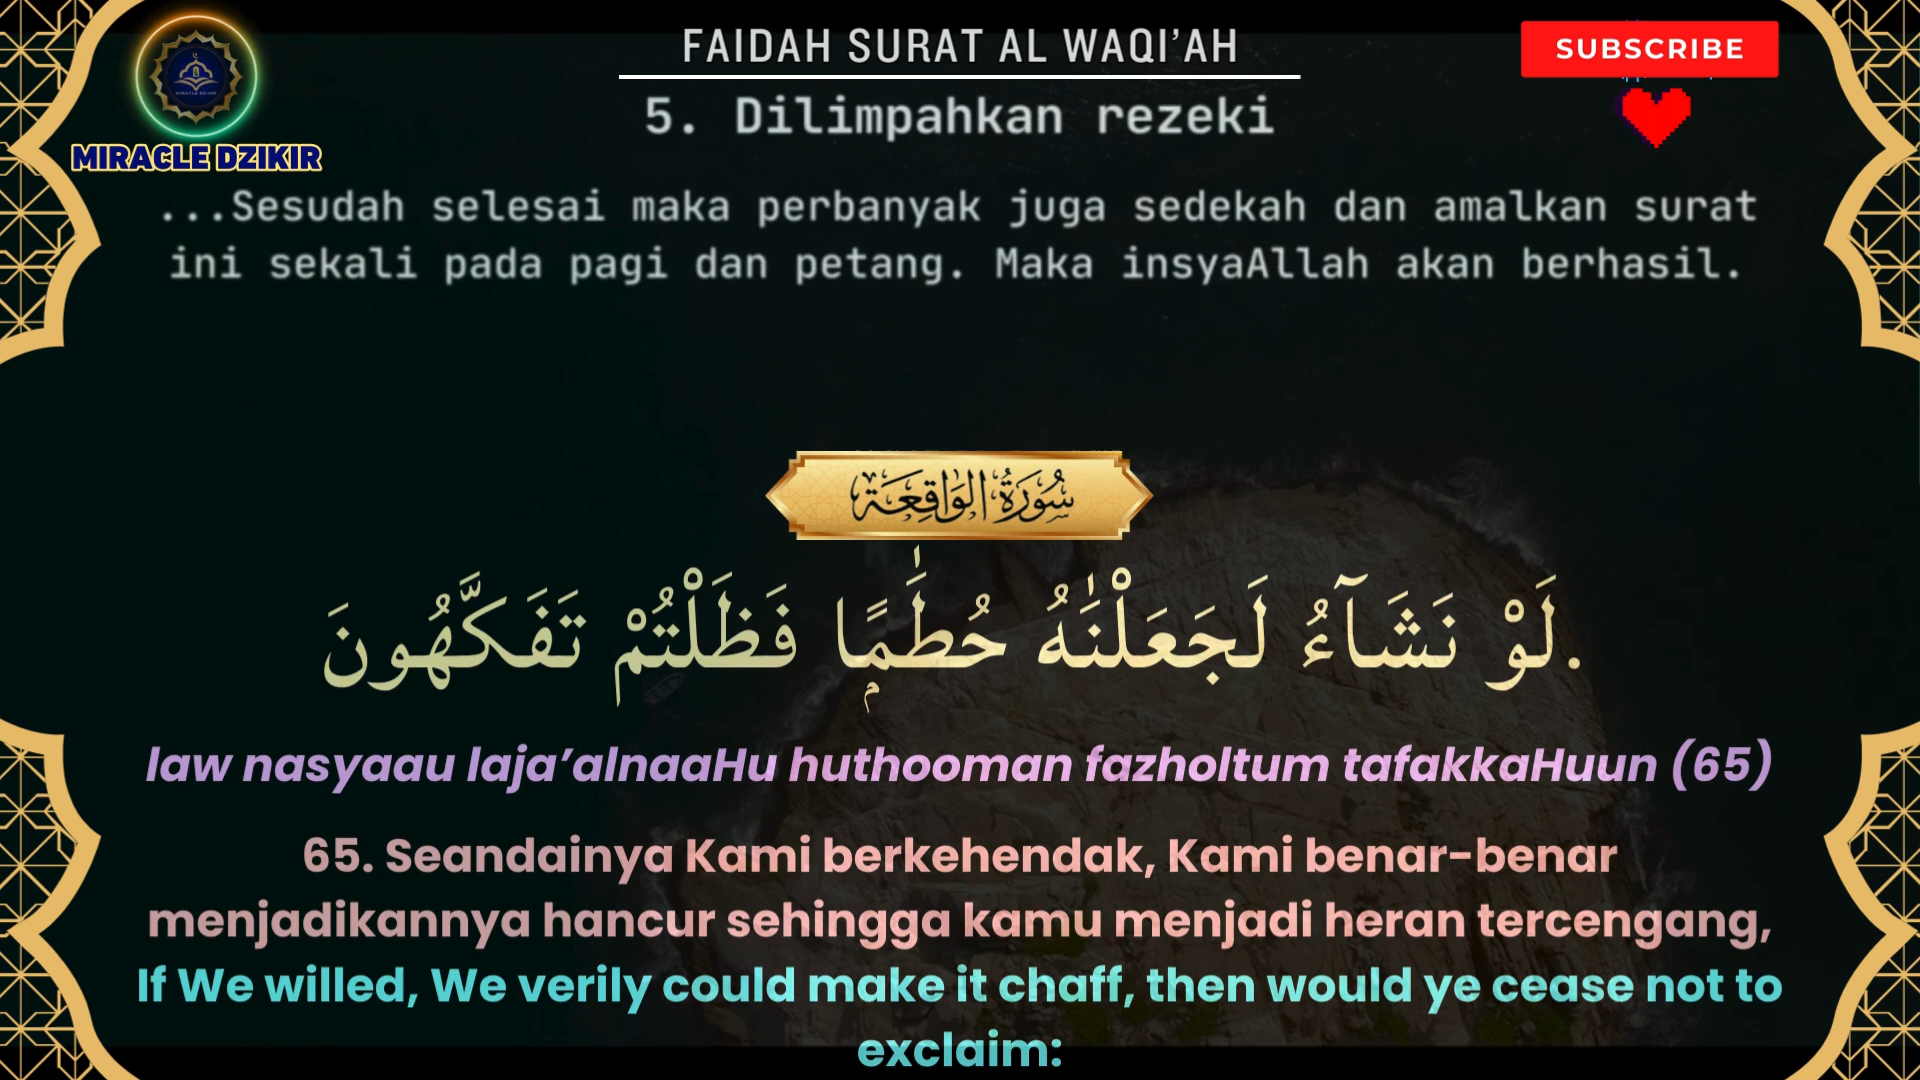 FAIDAH SURAT AL WAQI’AH
SUBSCRIBE
5. Dilimpahkan rezeki
MIRACLE DZIKIR
...Sesudah selesai maka perbanyak juga sedekah dan amalkan surat
ini sekali pada pagi dan petang. Maka insyaAllah akan berhasil.
سُورَةُ الوَاقِعَة
.لَوْ نَشَاۤءُ لَجَعَلْنٰهُ حُطَامًا فَظَلْتُمْ تَفَكَّهُونَ
law nasyaau laja’alnaaHu huthooman fazholtum tafakkaHuun (65)
65. Seandainya Kami berkehendak, Kami benar-benar
menjadikannya hancur sehingga kamu menjadi heran tercengang,
If We willed, We verily could make it chaff, then would ye cease not to
exclaim: